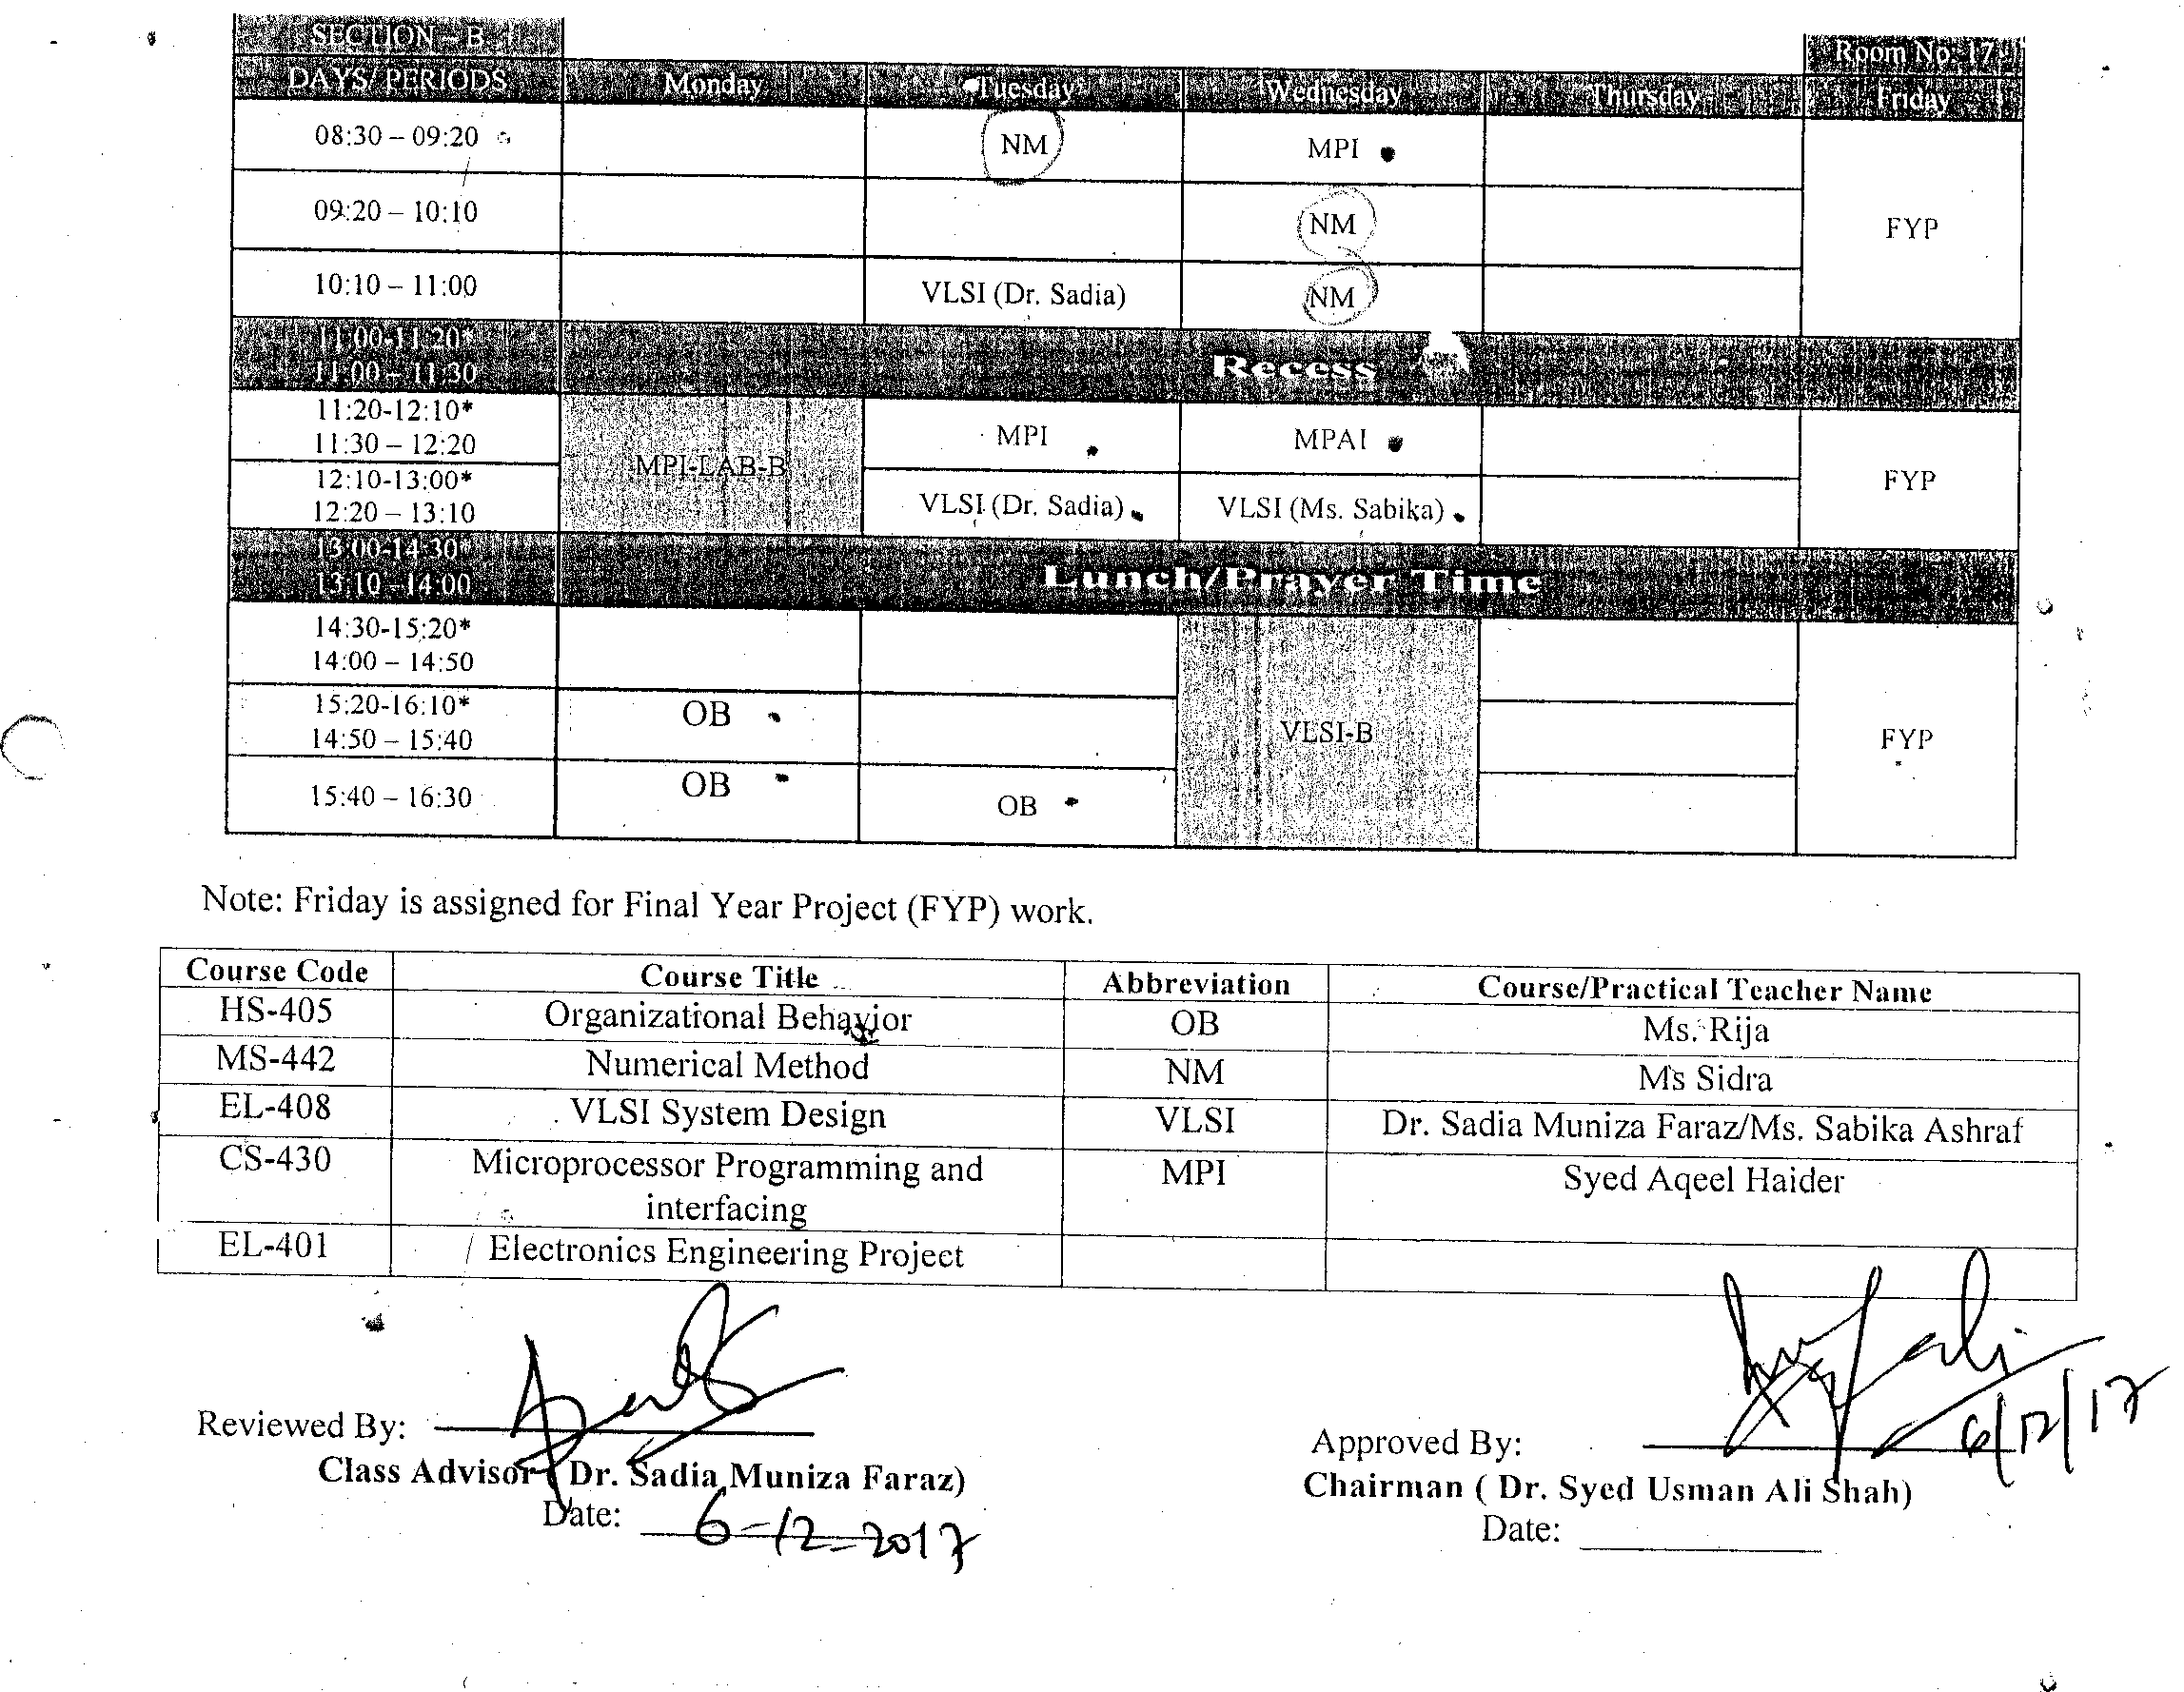 SECTION – B
Room No: 17
DAYS/ PERIODS Monday Tuesday Wednesday Thursday Friday
08:30 – 09:20 NM MPI
09:20 – 10:10 NM FYP
10:10 – 11:00 VLSI (Dr. Sadia) NM
11:00-11:20*
11:00 – 11:30 Recess
11:20-12:10*
11:30 – 12:20 MPI MPAI
MPI-LAB-B FYP
12:10-13:00*
12:20 – 13:10 VLSI (Dr. Sadia) VLSI (Ms. Sabika)
13:00-14:30*
13:10 –14:00 Lunch/Prayer Time
14:30-15:20*
14:00 – 14:50
15:20-16:10* OB
14:50 – 15:40 VLSI-B FYP
15:40 – 16:30 OB OB
Note: Friday is assigned for Final Year Project (FYP) work.
Course Code Course Title Abbreviation Course/Practical Teacher Name
HS-405 Organizational Behavior OB Ms. Rija
MS-442 Numerical Method NM Ms Sidra
EL-408 VLSI System Design VLSI Dr. Sadia Muniza Faraz/Ms. Sabika Ashraf
CS-430 Microprocessor Programming and MPI Syed Aqeel Haider
interfacing
EL-401 Electronics Engineering Project
Reviewed By:
Class Advisor ( Dr. Sadia Muniza Faraz)
Date: 6-12-2017
Approved By: 6/12/17
Chairman ( Dr. Syed Usman Ali Shah)
Date: